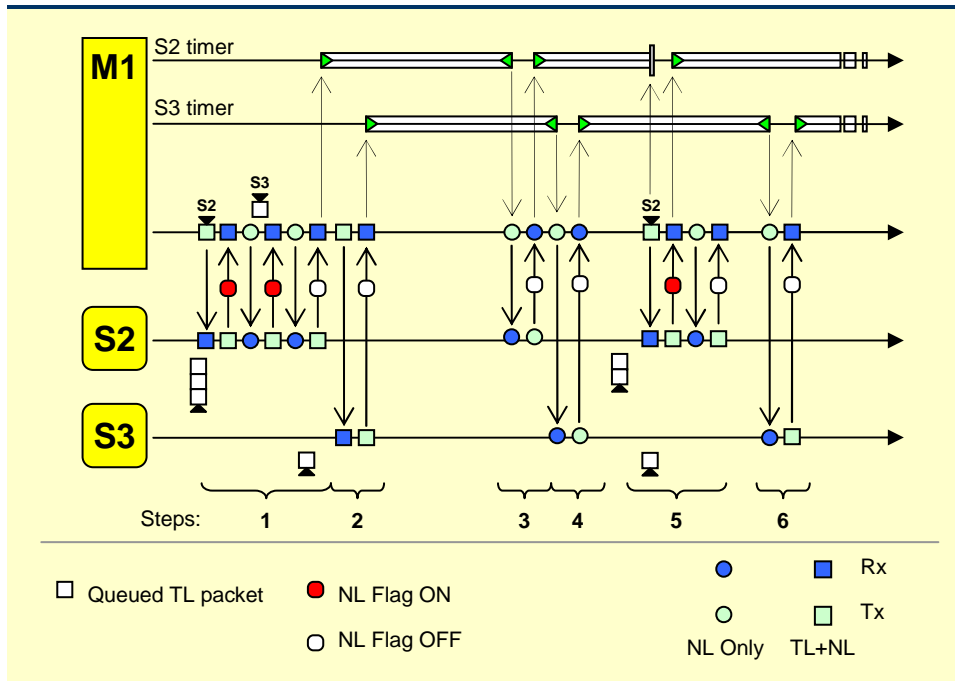 M1
S2 timer
S3 timer
S3
S2
S2
S2
S3
Steps: 1 2 3 4 5 6
Queued TL packet
NL Flag ON
NL Flag OFF
Rx
Tx
NL Only TL+NL